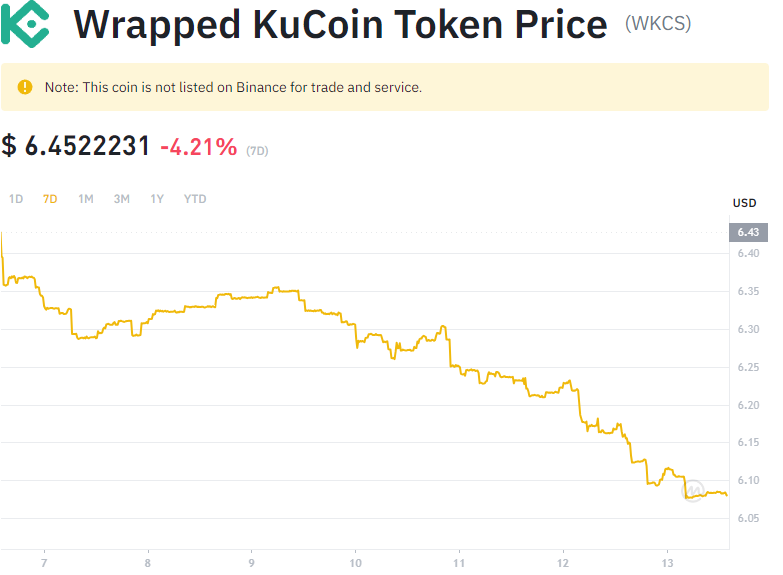 Wrapped KuCoin Token Price (WKCS)
Note: This coin is not listed on Binance for trade and service.
$ 6.4522231 -4.21% (7D)
1D 7D 1M 3M 1Y YTD
USD
6.43
6.40
6.35
6.30
6.25
6.20
6.15
6.10
6.05
7 8 9 10 11 12 13